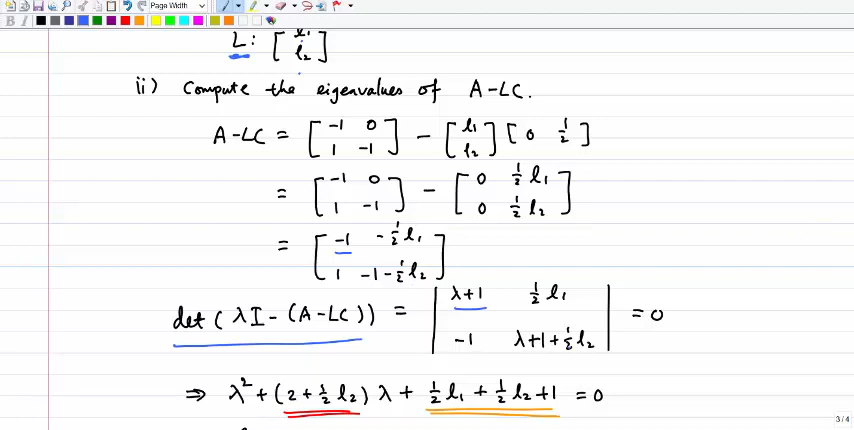 Page Width
B I
L : [ l₁
l₂ ]
ii) Compute the eigenvalues of A-LC.
A-LC = [ -1 0
1 -1 ] - [ l₁
l₂ ] [ 0 ½ ]
= [ -1 0
1 -1 ] - [ 0 ½ l₁
0 ½ l₂ ]
= [ -1 -½ l₁
1 -1-½ l₂ ]
det( λI - (A-LC)) = | λ+1 ½ l₁
-1 λ+1+½ l₂ | = 0
⇒ λ² + (2+½ l₂) λ + ½ l₁ + ½ l₂ + 1 = 0
3 / 4